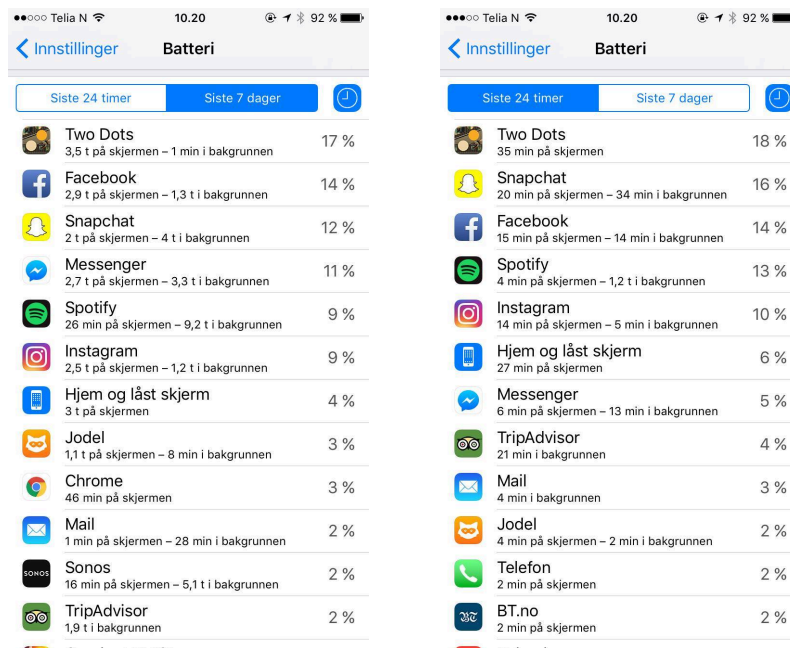 Telia N 10.20 92 %
Innstillinger Batteri
Siste 24 timer Siste 7 dager
Two Dots
3,5 t på skjermen – 1 min i bakgrunnen 17 %
Facebook
2,9 t på skjermen – 1,3 t i bakgrunnen 14 %
Snapchat
2 t på skjermen – 4 t i bakgrunnen 12 %
Messenger
2,7 t på skjermen – 3,3 t i bakgrunnen 11 %
Spotify
26 min på skjermen – 9,2 t i bakgrunnen 9 %
Instagram
2,5 t på skjermen – 1,2 t i bakgrunnen 9 %
Hjem og låst skjerm
3 t på skjermen 4 %
Jodel
1,1 t på skjermen – 8 min i bakgrunnen 3 %
Chrome
46 min på skjermen 3 %
Mail
1 min på skjermen – 28 min i bakgrunnen 2 %
SONOS
Sonos
16 min på skjermen – 5,1 t i bakgrunnen 2 %
TripAdvisor
1,9 t i bakgrunnen 2 %
Telia N 10.20 92 %
Innstillinger Batteri
Siste 24 timer Siste 7 dager
Two Dots
35 min på skjermen 18 %
Snapchat
20 min på skjermen – 34 min i bakgrunnen 16 %
Facebook
15 min på skjermen – 14 min i bakgrunnen 14 %
Spotify
4 min på skjermen – 1,2 t i bakgrunnen 13 %
Instagram
14 min på skjermen – 5 min i bakgrunnen 10 %
Hjem og låst skjerm
27 min på skjermen 6 %
Messenger
6 min på skjermen – 13 min i bakgrunnen 5 %
TripAdvisor
21 min i bakgrunnen 4 %
Mail
4 min i bakgrunnen 3 %
Jodel
4 min på skjermen – 2 min i bakgrunnen 2 %
Telefon
2 min på skjermen 2 %
BT
BT.no
2 min på skjermen 2 %